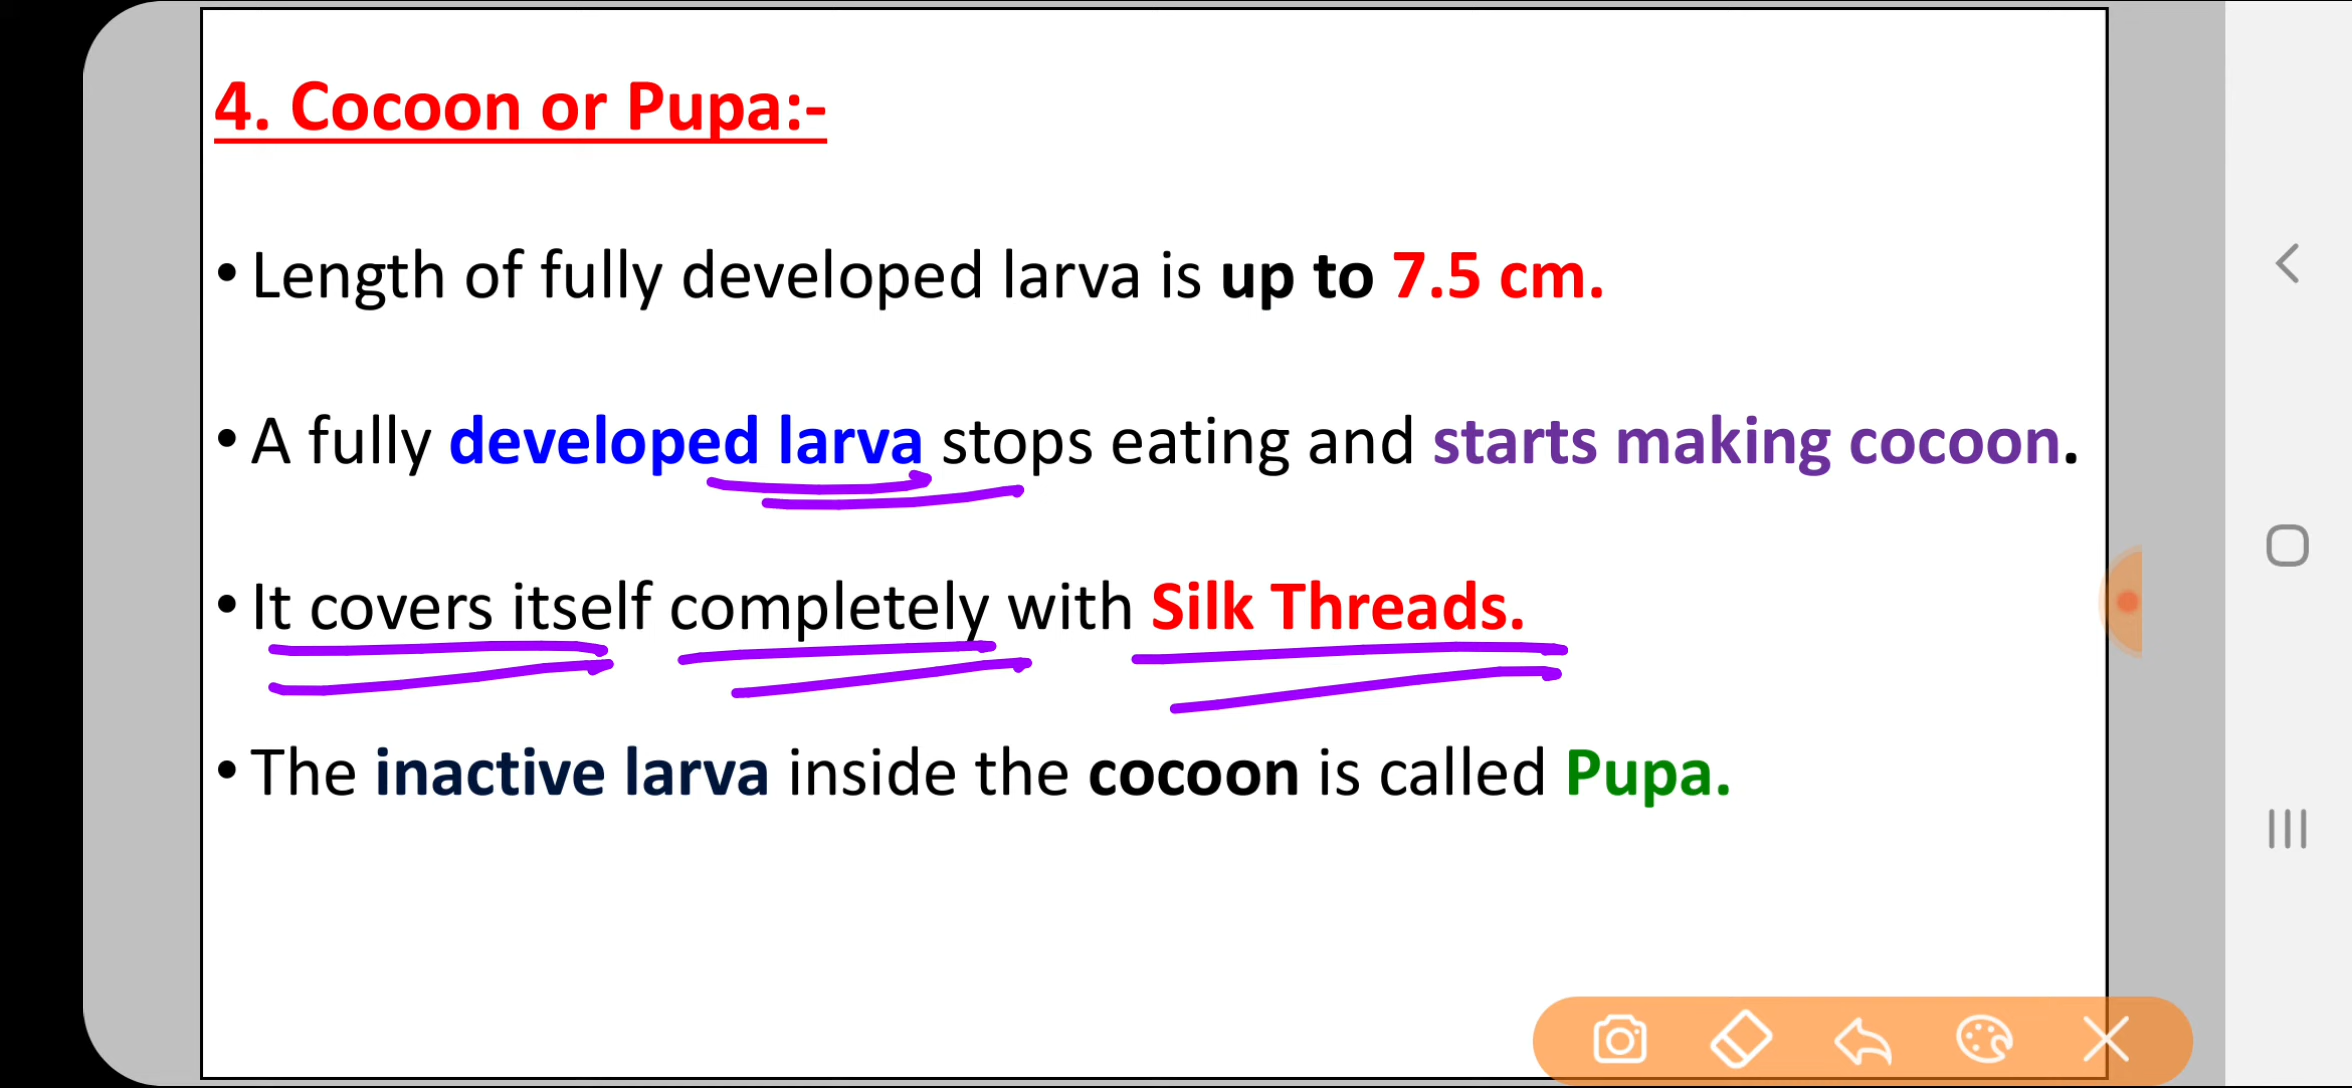 4. Cocoon or Pupa:-
• Length of fully developed larva is up to 7.5 cm.
• A fully developed larva stops eating and starts making cocoon.
• It covers itself completely with Silk Threads.
• The inactive larva inside the cocoon is called Pupa.